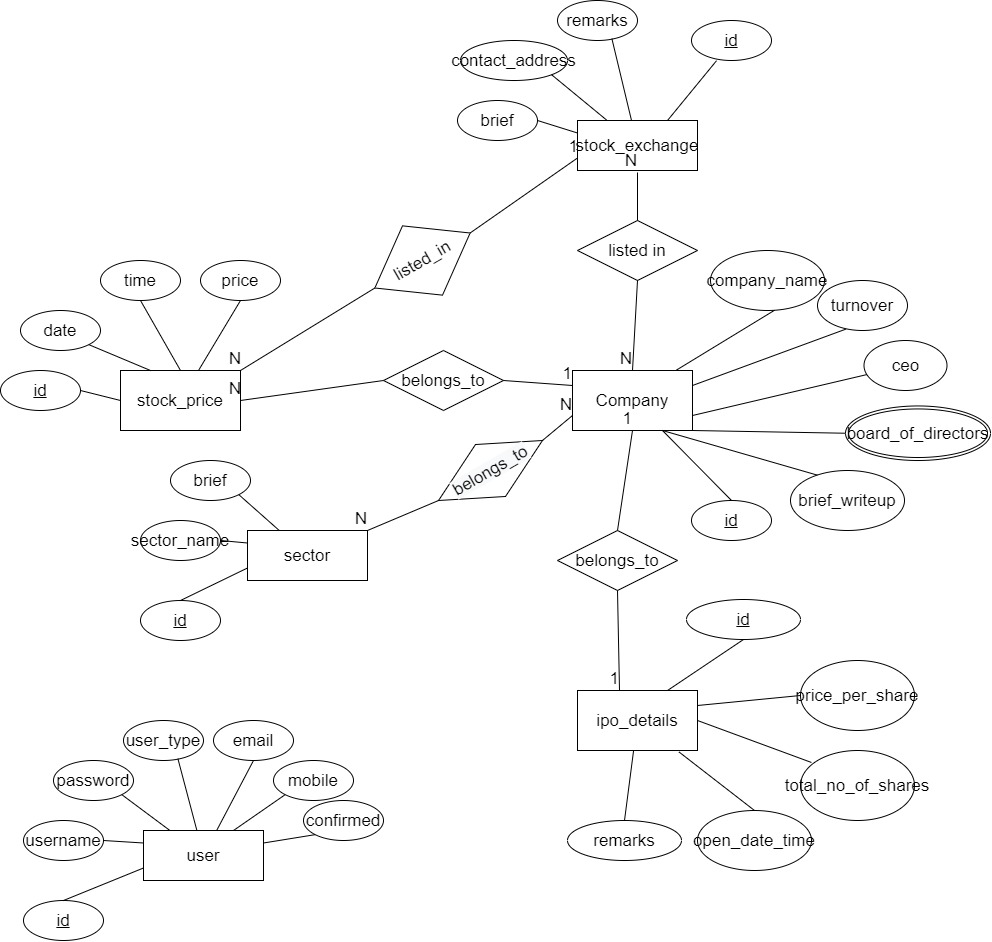 remarks
id
contact_address
brief
1
stock_exchange
N
listed_in
listed in
company_name
time
price
turnover
date
N
N
ceo
id
stock_price
N
belongs_to
1
Company
N
1
board_of_directors
belongs_to
brief
brief_writeup
N
id
sector_name
sector
belongs_to
id
id
1
price_per_share
ipo_details
user_type
email
password
mobile
total_no_of_shares
confirmed
username
remarks
open_date_time
user
id